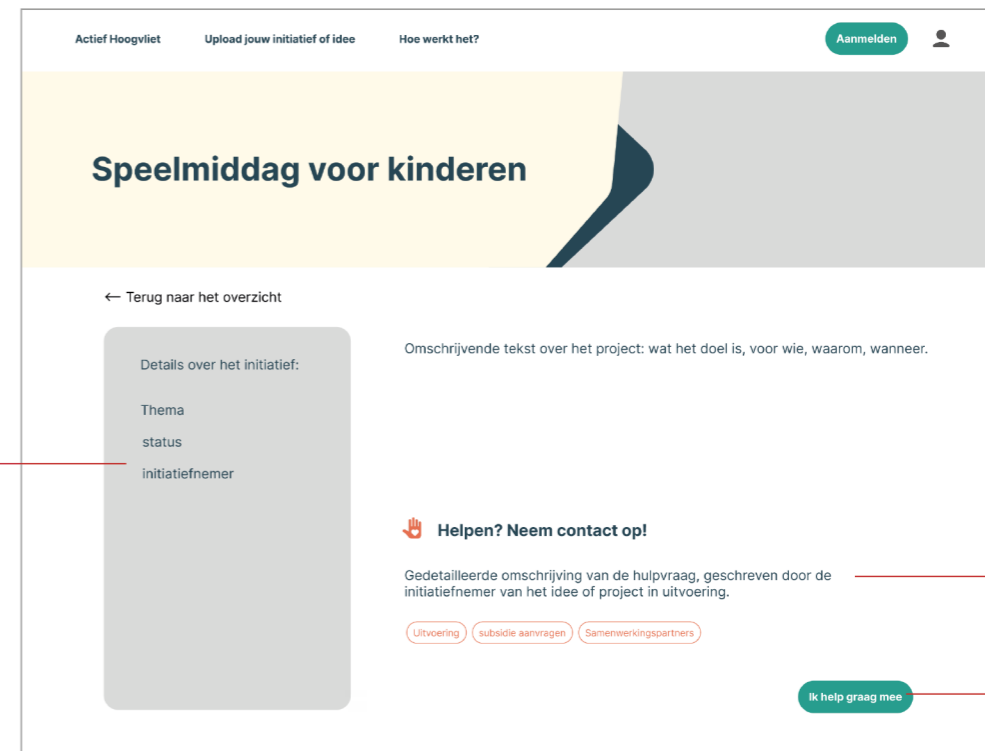 Actief Hoogvliet Upload jouw initiatief of idee Hoe werkt het? Aanmelden
Speelmiddag voor kinderen
← Terug naar het overzicht
Details over het initiatief:
Thema
status
initiatiefnemer
Omschrijvende tekst over het project: wat het doel is, voor wie, waarom, wanneer.
Helpen? Neem contact op!
Gedetailleerde omschrijving van de hulpvraag, geschreven door de
initiatiefnemer van het idee of project in uitvoering.
Uitvoering subsidie aanvragen Samenwerkingspartners
Ik help graag mee